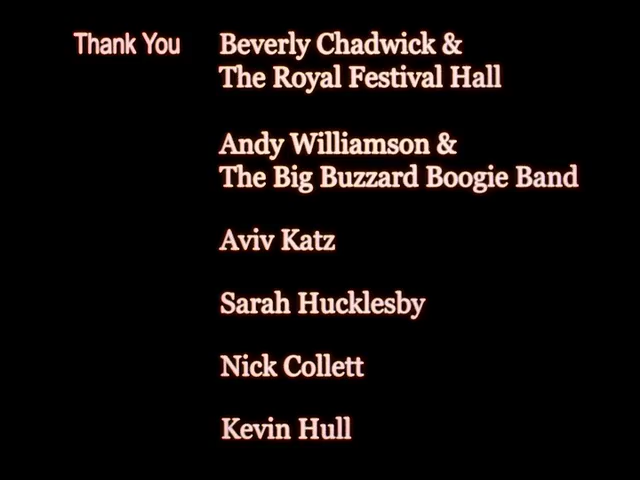 Thank You Beverly Chadwick &
The Royal Festival Hall
Andy Williamson &
The Big Buzzard Boogie Band
Aviv Katz
Sarah Hucklesby
Nick Collett
Kevin Hull